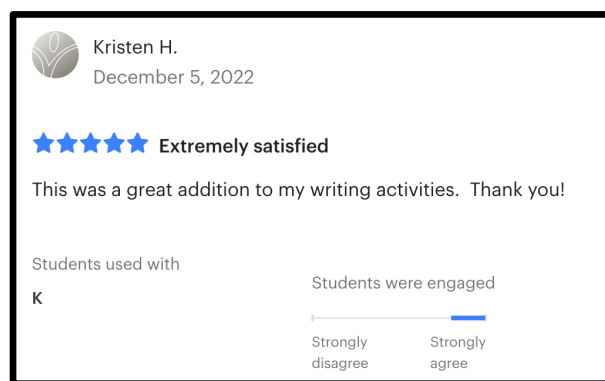 Kristen H.
December 5, 2022
Extremely satisfied
This was a great addition to my writing activities.  Thank you!
Students used with
K
Students were engaged
Strongly disagree
Strongly agree